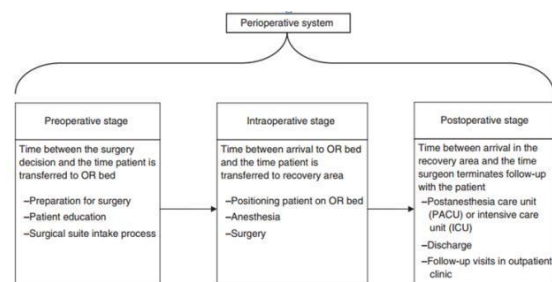 Perioperative system
Preoperative stage
Time between the surgery
decision and the time patient is
transferred to OR bed
–Preparation for surgery
–Patient education
–Surgical suite intake process
Intraoperative stage
Time between arrival to OR bed
and the time patient is
transferred to recovery area
–Positioning patient on OR bed
–Anesthesia
–Surgery
Postoperative stage
Time between arrival in the
recovery area and the time
surgeon terminates follow-up
with the patient
–Postanesthesia care unit
(PACU) or intensive care
unit (ICU)
–Discharge
–Follow-up visits in outpatient
clinic